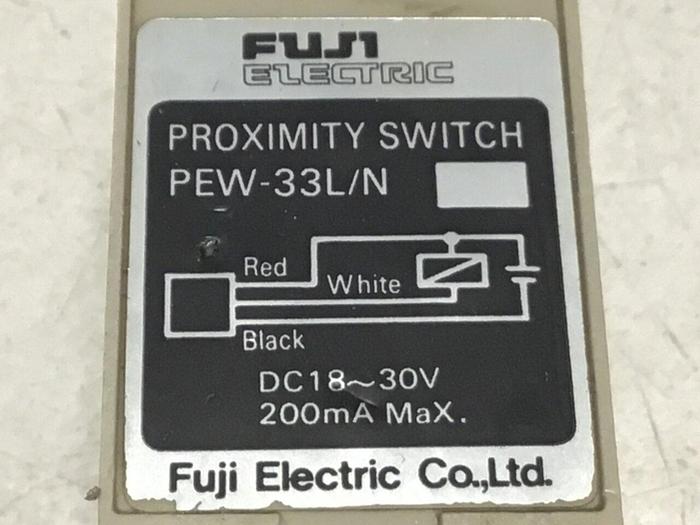 FUJI
ELECTRIC
PROXIMITY SWITCH
PEW-33L/N
Red
White
Black
DC18~30V
200mA MaX.
Fuji Electric Co.,Ltd.